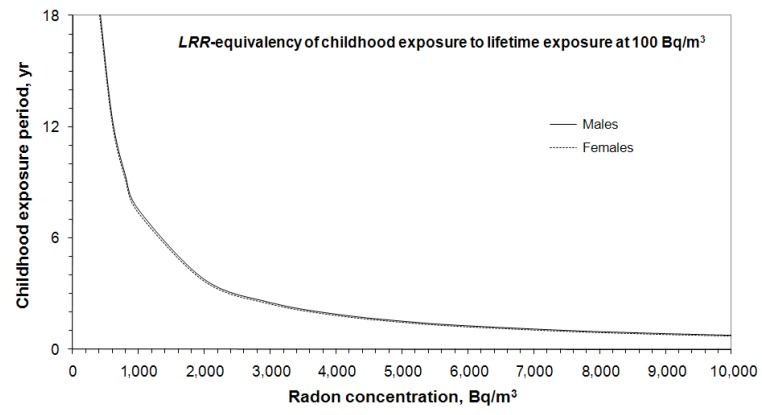 LRR-equivalency of childhood exposure to lifetime exposure at 100 Bq/m³
Childhood exposure period, yr
18
12
6
0
Males
Females
0 1,000 2,000 3,000 4,000 5,000 6,000 7,000 8,000 9,000 10,000
Radon concentration, Bq/m³